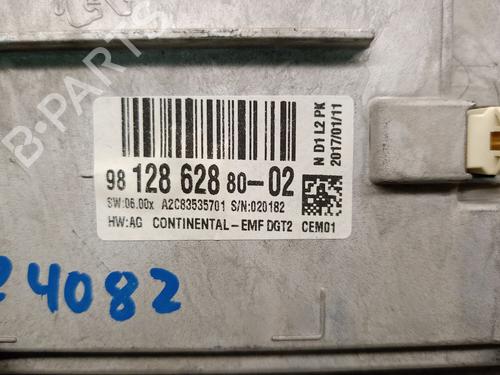 B-PARTS
98 128 628 80-02
SW:06.00x A2C83535701 S/N:020182
HW:AG CONTINENTAL-EMF DGT2 CEM01
N D1 L2 PK
2017/01/11
24082